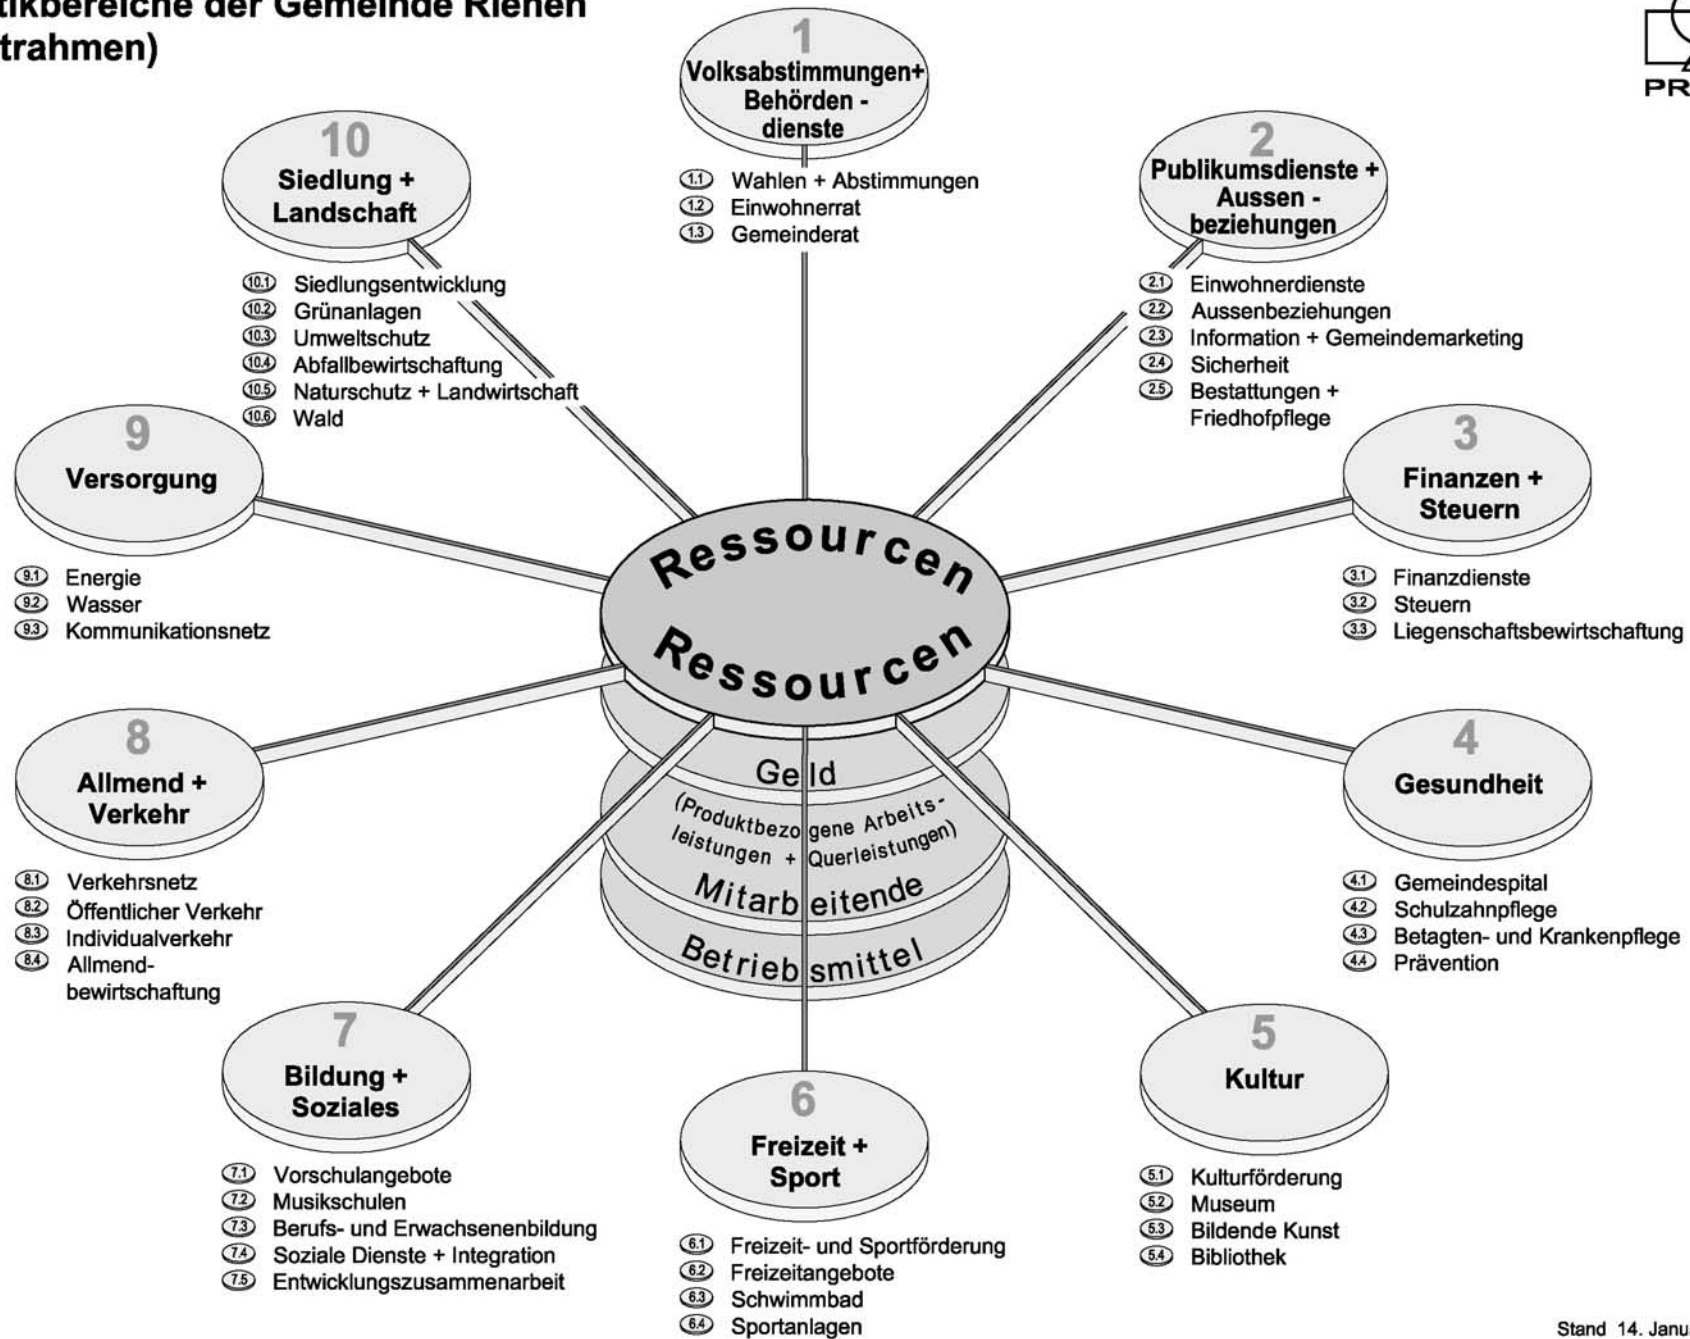 tikbereiche der Gemeinde Riehen
trahmen)
PR
1
Volksabstimmungen+
Behörden -
dienste
1.1 Wahlen + Abstimmungen
1.2 Einwohnerrat
1.3 Gemeinderat
2
Publikumsdienste +
Aussen -
beziehungen
2.1 Einwohnerdienste
2.2 Aussenbeziehungen
2.3 Information + Gemeindemarketing
2.4 Sicherheit
2.5 Bestattungen +
Friedhofpflege
3
Finanzen +
Steuern
3.1 Finanzdienste
3.2 Steuern
3.3 Liegenschaftsbewirtschaftung
4
Gesundheit
4.1 Gemeindespital
4.2 Schulzahnpflege
4.3 Betagten- und Krankenpflege
4.4 Prävention
5
Kultur
5.1 Kulturförderung
5.2 Museum
5.3 Bildende Kunst
5.4 Bibliothek
6
Freizeit +
Sport
6.1 Freizeit- und Sportförderung
6.2 Freizeitangebote
6.3 Schwimmbad
6.4 Sportanlagen
7
Bildung +
Soziales
7.1 Vorschulangebote
7.2 Musikschulen
7.3 Berufs- und Erwachsenenbildung
7.4 Soziale Dienste + Integration
7.5 Entwicklungszusammenarbeit
8
Allmend +
Verkehr
8.1 Verkehrsnetz
8.2 Öffentlicher Verkehr
8.3 Individualverkehr
8.4 Allmend-
bewirtschaftung
9
Versorgung
9.1 Energie
9.2 Wasser
9.3 Kommunikationsnetz
10
Siedlung +
Landschaft
10.1 Siedlungsentwicklung
10.2 Grünanlagen
10.3 Umweltschutz
10.4 Abfallbewirtschaftung
10.5 Naturschutz + Landwirtschaft
10.6 Wald
Ressourcen
Ressourcen
Geld
(Produktbezogene Arbeits-
leistungen + Querleistungen)
Mitarbeitende
Betriebsmittel
Stand 14. Janu